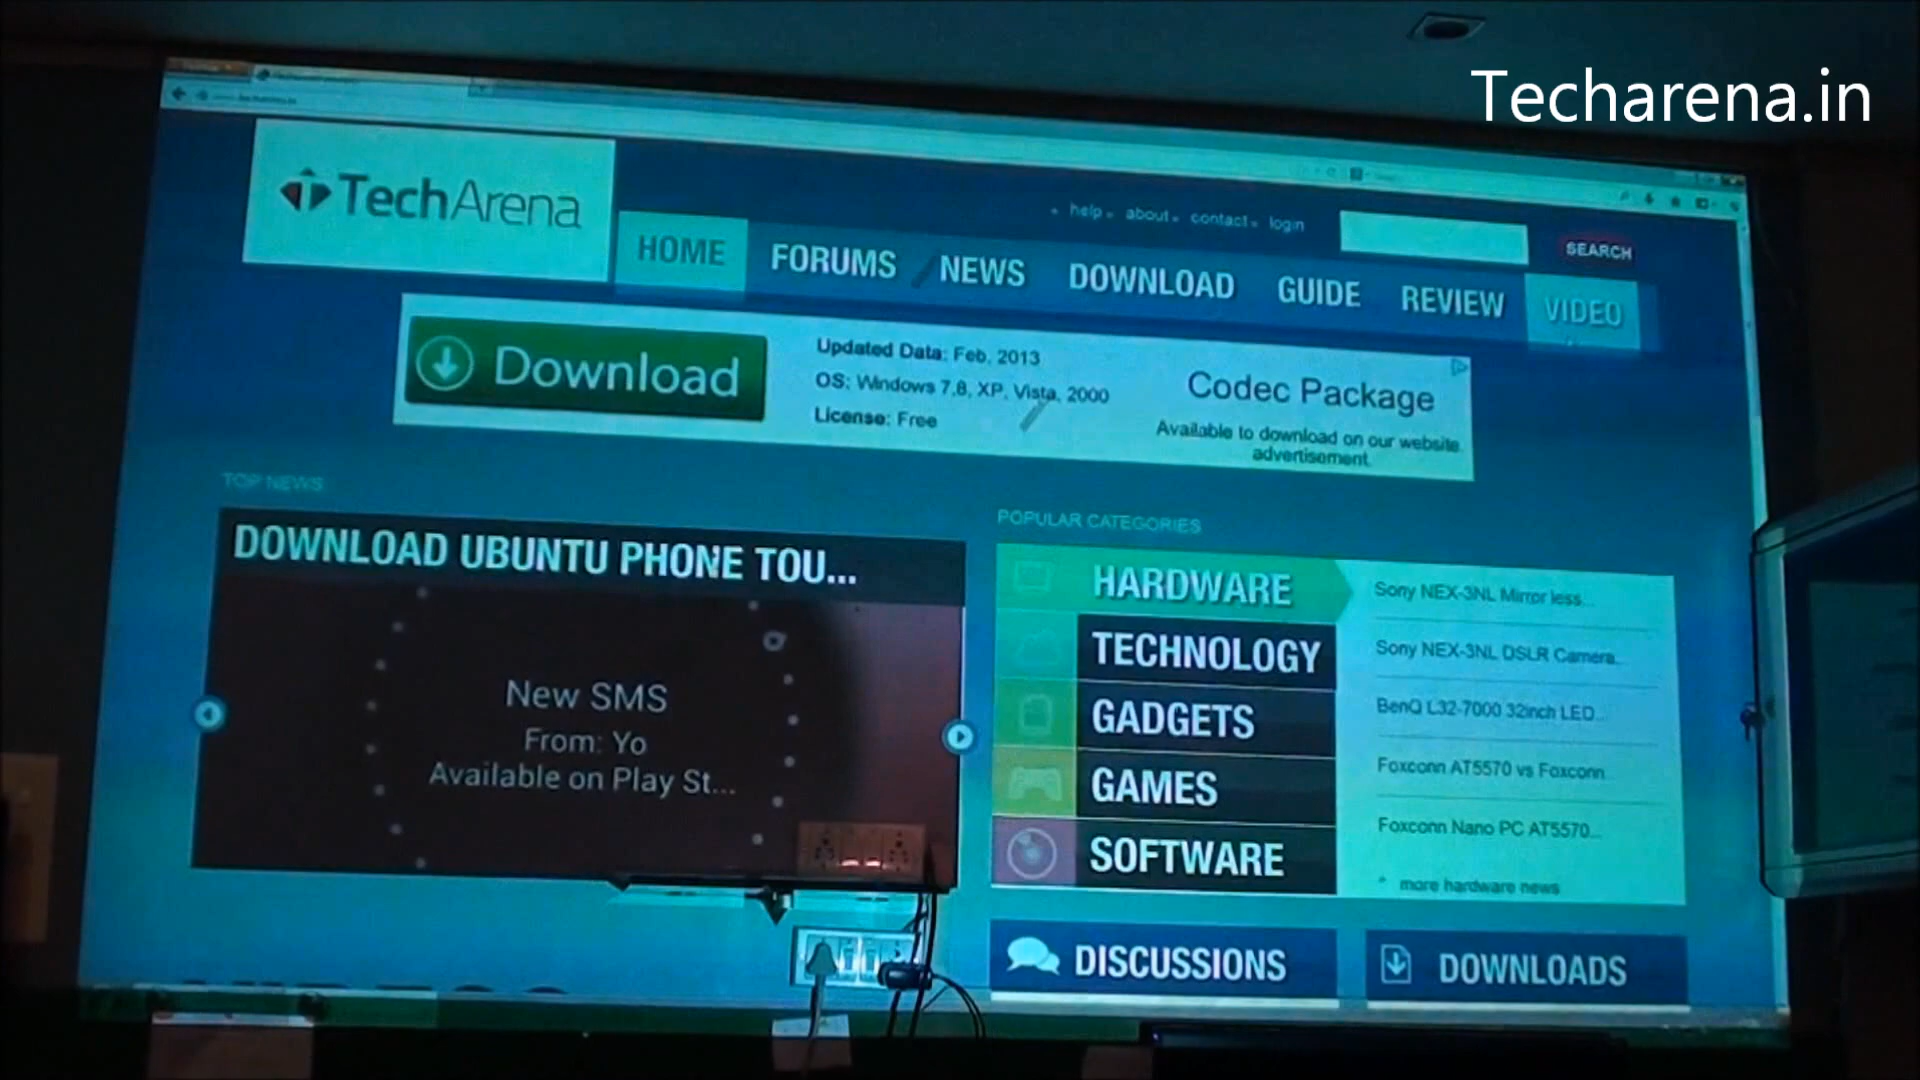 Techarena.in
TechArena
help
about
contact
login
SEARCH
HOME
FORUMS
NEWS
DOWNLOAD
GUIDE
REVIEW
VIDEO
Download
Updated Data: Feb, 2013
OS: Windows 7,8, XP, Vista, 2000
License: Free
Codec Package
Available to download on our website
advertisement
TOP NEWS
DOWNLOAD UBUNTU PHONE TOU...
New SMS
From: Yo
Available on Play St...
POPULAR CATEGORIES
HARDWARE
TECHNOLOGY
GADGETS
GAMES
SOFTWARE
Sony NEX-3NL Mirror less...
Sony NEX-3NL DSLR Camera...
BenQ L32-7000 32inch LED...
Foxconn AT5570 vs Foxconn...
Foxconn Nano PC AT5570...
more hardware news
DISCUSSIONS
DOWNLOADS